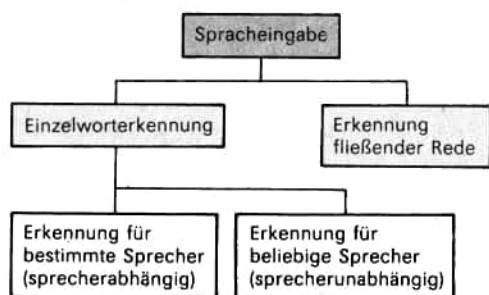 Spracheingabe
Einzelworterkennung
Erkennung
fließender Rede
Erkennung für
bestimmte Sprecher
(sprecherabhängig)
Erkennung für
beliebige Sprecher
(sprecherunabhängig)